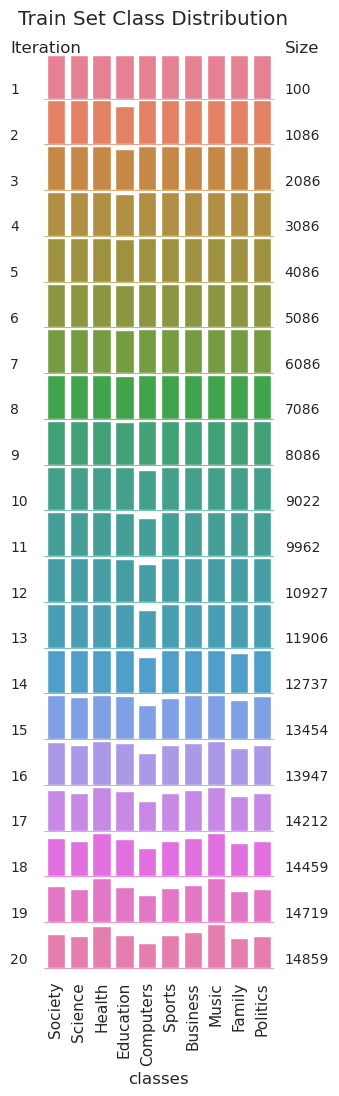 Train Set Class Distribution
Iteration Size
1 100
2 1086
3 2086
4 3086
5 4086
6 5086
7 6086
8 7086
9 8086
10 9022
11 9962
12 10927
13 11906
14 12737
15 13454
16 13947
17 14212
18 14459
19 14719
20 14859
Society
Science
Health
Education
Computers
Sports
Business
Music
Family
Politics
classes